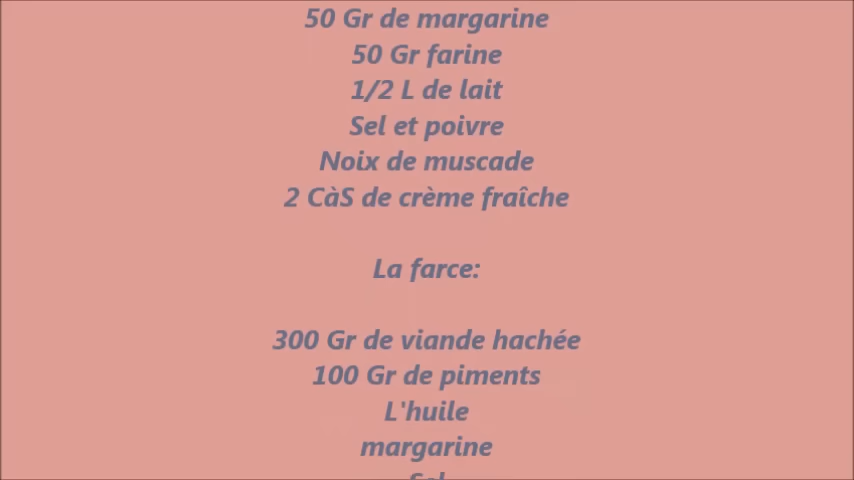 50 Gr de margarine
50 Gr farine
1/2 L de lait
Sel et poivre
Noix de muscade
2 CàS de crème fraîche
La farce:
300 Gr de viande hachée
100 Gr de piments
L'huile
margarine